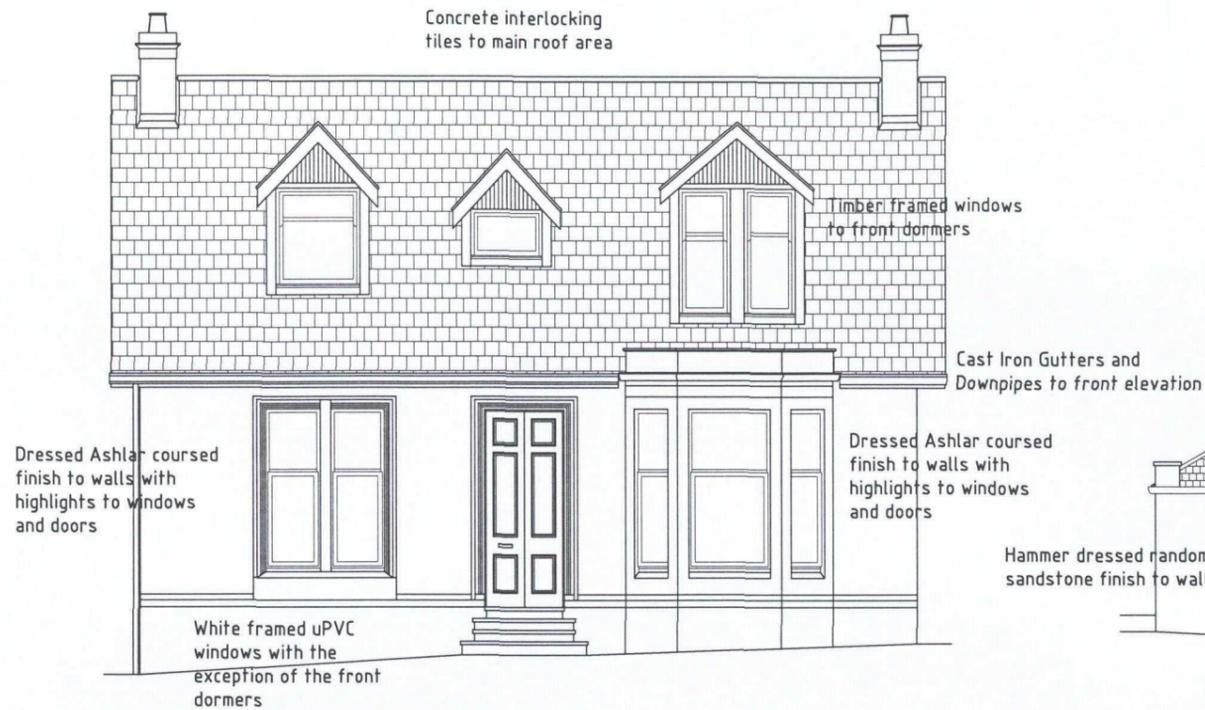 Concrete interlocking
tiles to main roof area
Timber framed windows
to front dormers
Cast Iron Gutters and
Downpipes to front elevation
Dressed Ashlar coursed
finish to walls with
highlights to windows
and doors
Dressed Ashlar coursed
finish to walls with
highlights to windows
and doors
Hammer dressed random
sandstone finish to wal
White framed uPVC
windows with the
exception of the front
dormers